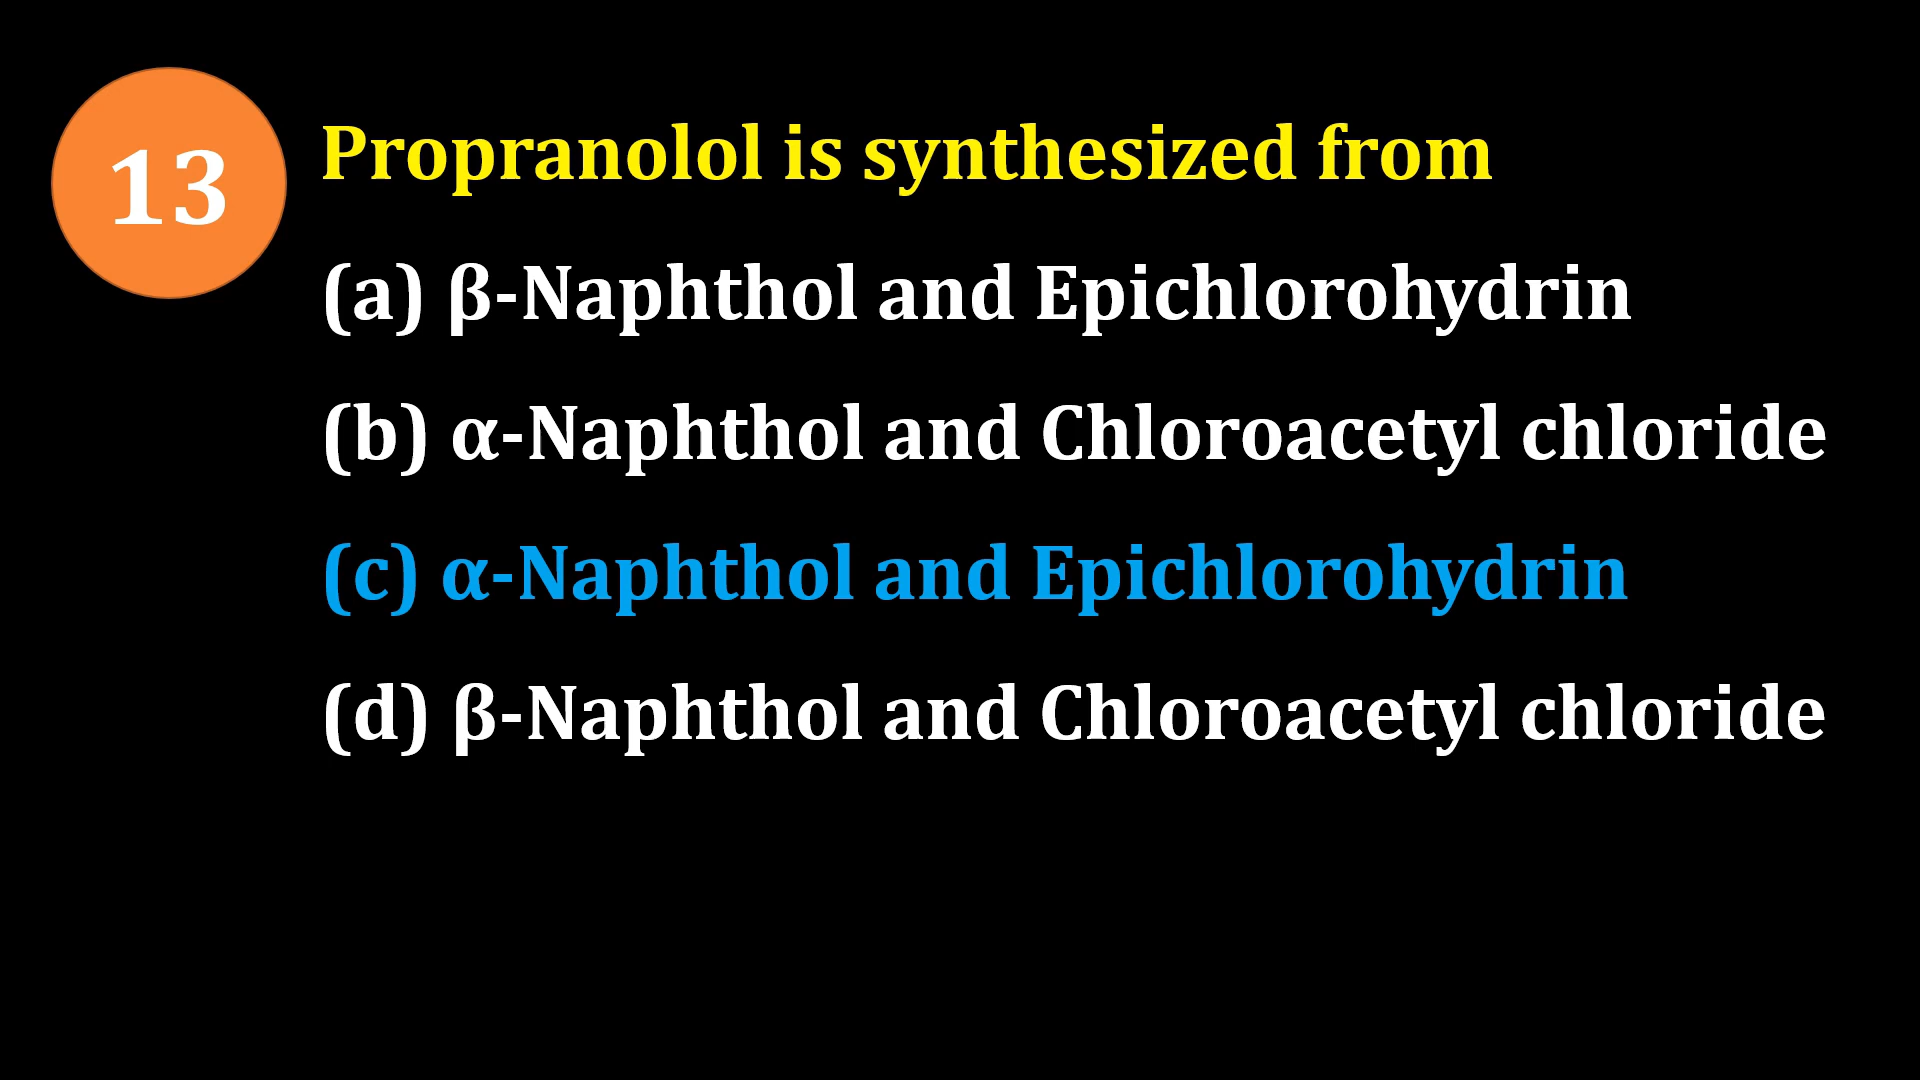 13
Propranolol is synthesized from
(a) β-Naphthol and Epichlorohydrin
(b) α-Naphthol and Chloroacetyl chloride
(c) α-Naphthol and Epichlorohydrin
(d) β-Naphthol and Chloroacetyl chloride